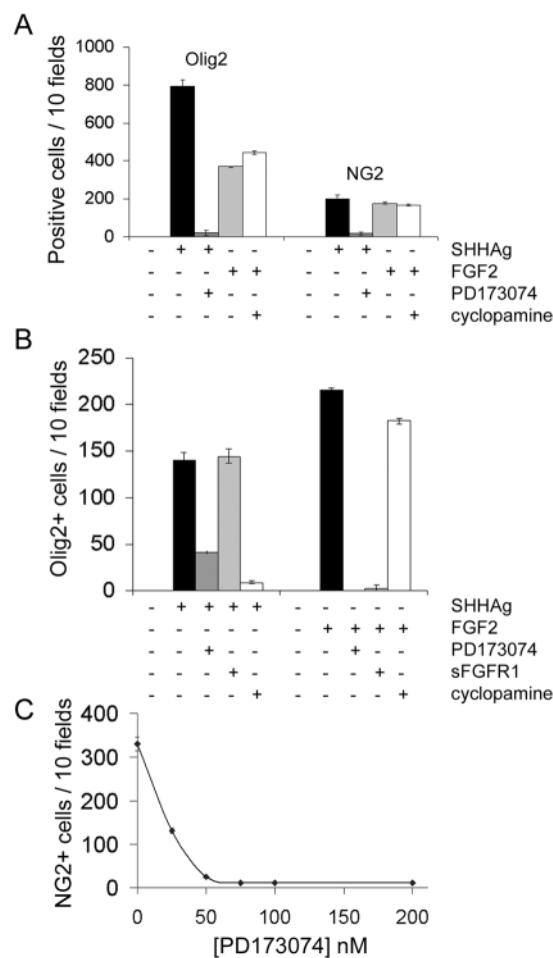 A
Positive cells / 10 fields
1000
800
600
400
200
0
Olig2
NG2
- + + - - - + + - - SHHAg
- - - + + - - - + + FGF2
- - + - - - - + - - PD173074
- - - - + - - - - + cyclopamine
B
Olig2+ cells / 10 fields
250
200
150
100
50
0
- + + + + - - - - - SHHAg
- - - - - - + + + + FGF2
- - + - - - - + - - PD173074
- - - + - - - - + - sFGFR1
- - - - + - - - - + cyclopamine
C
NG2+ cells / 10 fields
400
300
200
100
0
0 50 100 150 200
[PD173074] nM